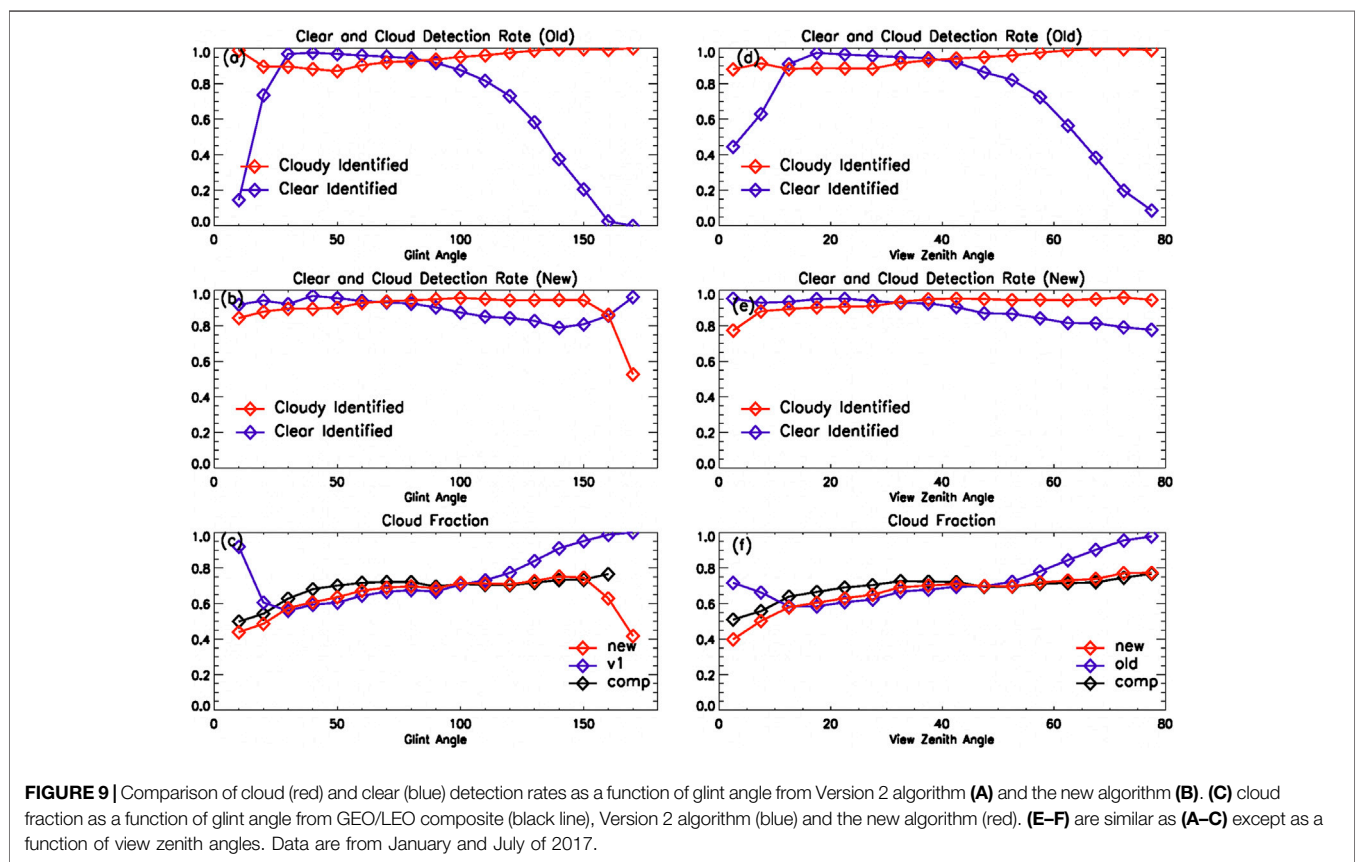 Clear and Cloud Detection Rate (Old)
(a)
1.0
0.8
0.6
0.4
0.2
0.0
Cloudy Identified
Clear Identified
0 50 100 150
Glint Angle
Clear and Cloud Detection Rate (Old)
(d)
1.0
0.8
0.6
0.4
0.2
0.0
Cloudy Identified
Clear Identified
0 20 40 60 80
View Zenith Angle
Clear and Cloud Detection Rate (New)
(b)
1.0
0.8
0.6
0.4
0.2
0.0
Cloudy Identified
Clear Identified
0 50 100 150
Glint Angle
Clear and Cloud Detection Rate (New)
(e)
1.0
0.8
0.6
0.4
0.2
0.0
Cloudy Identified
Clear Identified
0 20 40 60 80
View Zenith Angle
Cloud Fraction
(c)
1.0
0.8
0.6
0.4
0.2
0.0
new
v1
comp
0 50 100 150
Glint Angle
Cloud Fraction
(f)
1.0
0.8
0.6
0.4
0.2
0.0
new
old
comp
0 20 40 60 80
View Zenith Angle
FIGURE 9 | Comparison of cloud (red) and clear (blue) detection rates as a function of glint angle from Version 2 algorithm (A) and the new algorithm (B). (C) cloud
fraction as a function of glint angle from GEO/LEO composite (black line), Version 2 algorithm (blue) and the new algorithm (red). (E–F) are similar as (A–C) except as a
function of view zenith angles. Data are from January and July of 2017.